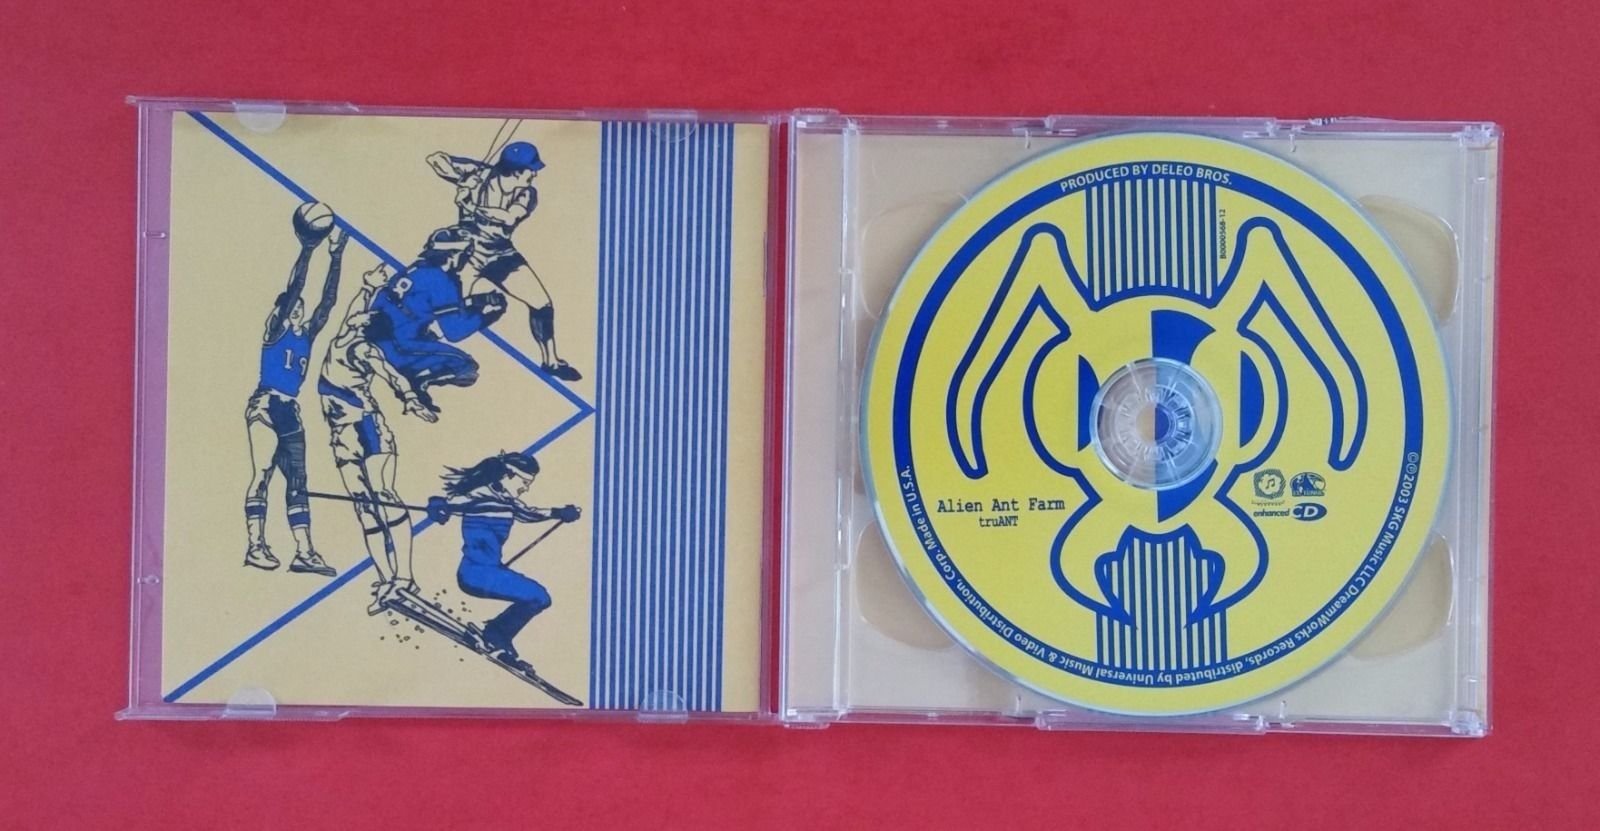 8
19
PRODUCED BY DELEO BROS.
B0000568-12
Alien Ant Farm
truANT
enhanced CD
©℗2003 SKG Music LLC DreamWorks Records, distributed by Universal Music & Video Distribution, Corp. Made in U.S.A.